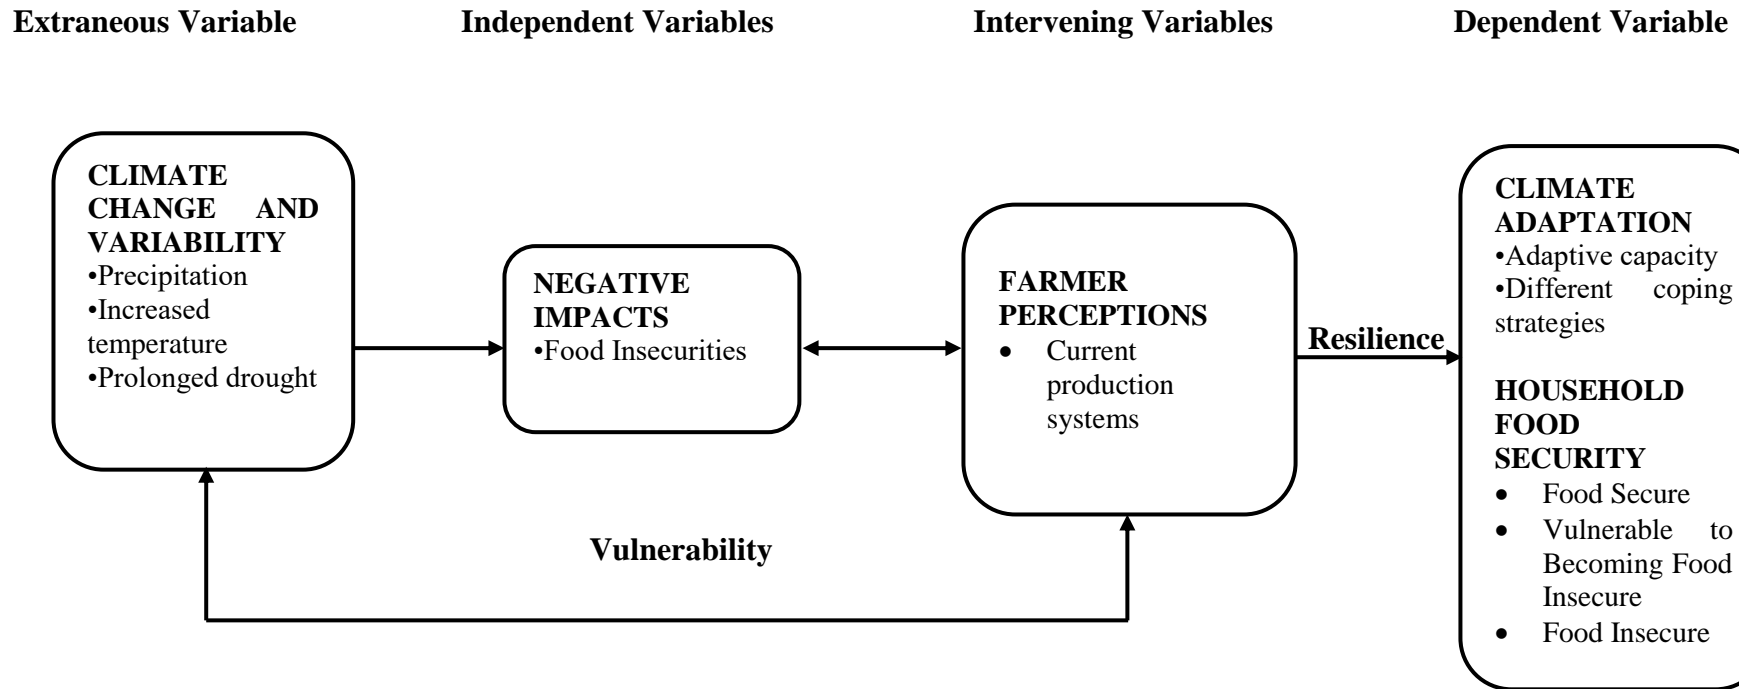 Extraneous Variable
Independent Variables
Intervening Variables
Dependent Variable
CLIMATE
CHANGE AND
VARIABILITY
•Precipitation
•Increased
temperature
•Prolonged drought
NEGATIVE
IMPACTS
•Food Insecurities
FARMER
PERCEPTIONS
• Current
production
systems
Resilience
CLIMATE
ADAPTATION
•Adaptive capacity
•Different coping
strategies
HOUSEHOLD
FOOD
SECURITY
• Food Secure
• Vulnerable to
Becoming Food
Insecure
• Food Insecure
Vulnerability